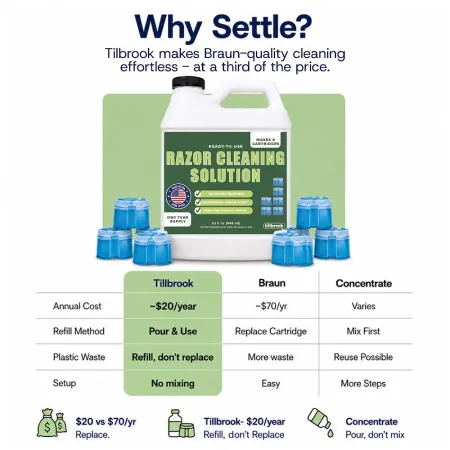 Why Settle?
Tilbrook makes Braun-quality cleaning
effortless - at a third of the price.
READY-TO-USE
MAKES 6
CARTRIDGES
RAZOR CLEANING
SOLUTION
ONE YEAR
SUPPLY
tilbrook
Tilbrook Braun Concentrate
Annual Cost ~$20/year ~$70/yr Varies
Refill Method Pour & Use Replace Cartridge Mix First
Plastic Waste Refill, don't replace More waste Reuse Possible
Setup No mixing Easy More Steps
$20 vs $70/yr Tilbrook- $20/year Concentrate
Replace. Refill, don't Replace Pour, don't mix